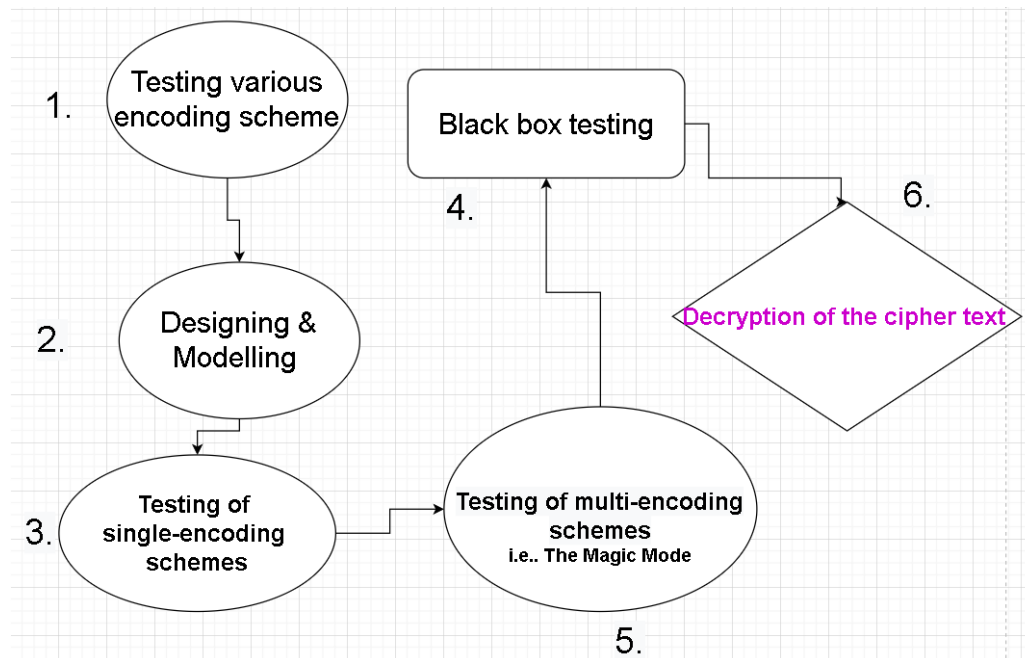 1.
Testing various
encoding scheme
2.
Designing &
Modelling
3.
Testing of
single-encoding
schemes
4.
Black box testing
5.
Testing of multi-encoding
schemes
i.e.. The Magic Mode
6.
Decryption of the cipher text